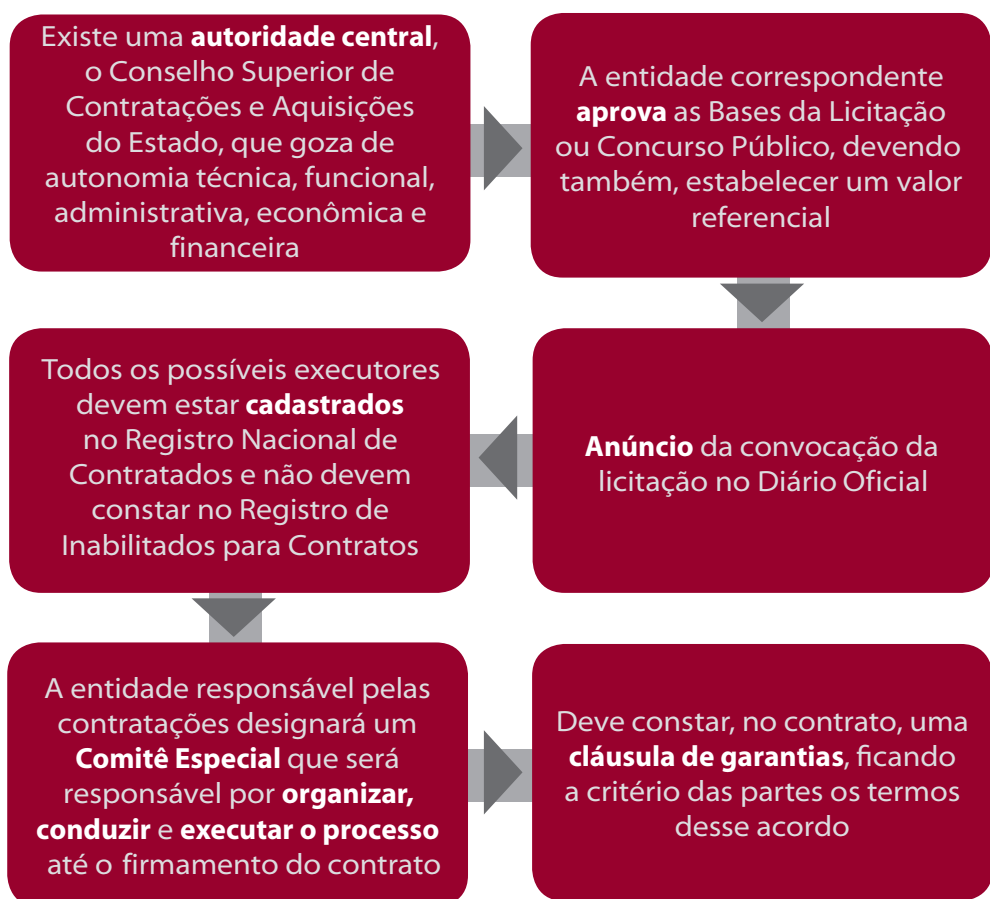 Existe uma autoridade central,
o Conselho Superior de
Contratações e Aquisições
do Estado, que goza de
autonomia técnica, funcional,
administrativa, econômica e
financeira
A entidade correspondente
aprova as Bases da Licitação
ou Concurso Público, devendo
também, estabelecer um valor
referencial
Anúncio da convocação da
licitação no Diário Oficial
Todos os possíveis executores
devem estar cadastrados
no Registro Nacional de
Contratados e não devem
constar no Registro de
Inabilitados para Contratos
A entidade responsável pelas
contratações designará um
Comitê Especial que será
responsável por organizar,
conduzir e executar o processo
até o firmamento do contrato
Deve constar, no contrato, uma
cláusula de garantias, ficando
a critério das partes os termos
desse acordo